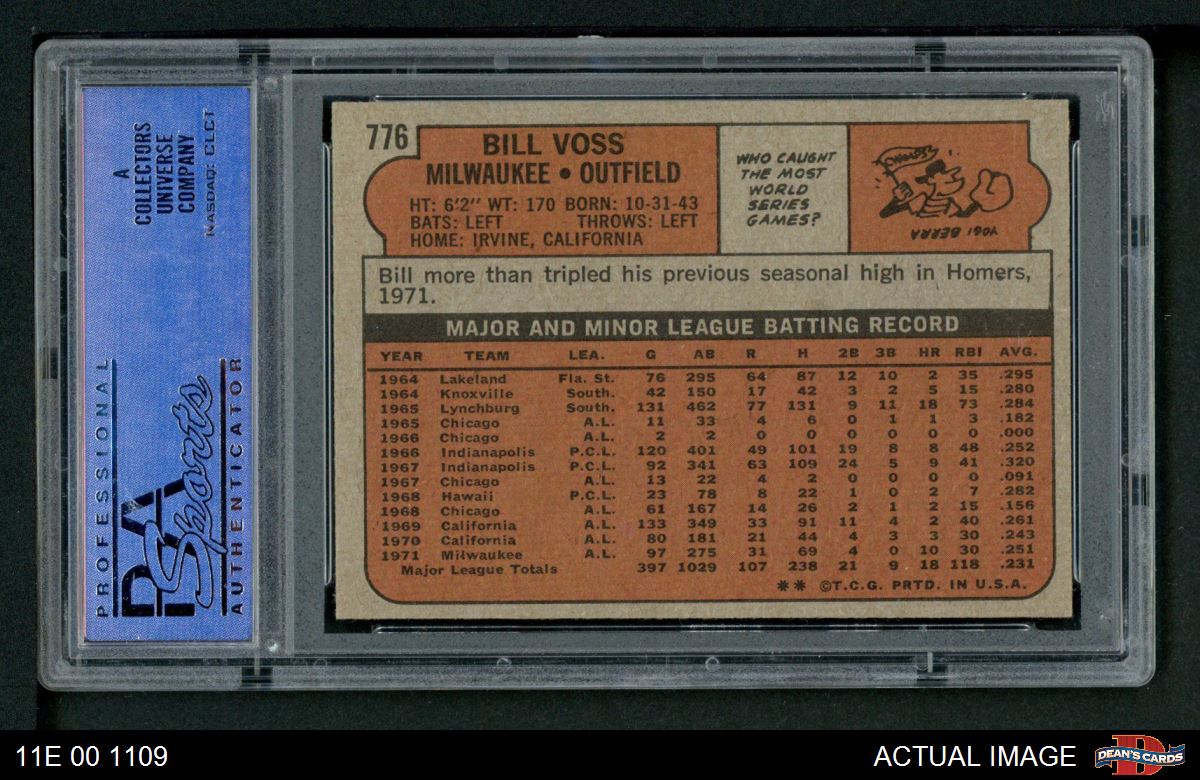 A
COLLECTORS
UNIVERSE
COMPANY
NASDAQ: CLCT
PROFESSIONAL
PSA
Sports
AUTHENTICATOR
776
BILL VOSS
MILWAUKEE • OUTFIELD
HT: 6'2" WT: 170 BORN: 10-31-43
BATS: LEFT THROWS: LEFT
HOME: IRVINE, CALIFORNIA
WHO CAUGHT
THE MOST
WORLD
SERIES
GAMES?
YOGI BERRA
Bill more than tripled his previous seasonal high in Homers,
1971.
MAJOR AND MINOR LEAGUE BATTING RECORD
YEAR TEAM LEA. G AB R H 2B 3B HR RBI AVG.
1964 Lakeland Fla. St. 76 295 64 87 12 10 2 35 .295
1964 Knoxville South. 42 150 17 42 3 2 5 15 .280
1965 Lynchburg South. 131 462 77 131 9 11 18 73 .284
1965 Chicago A.L. 11 33 4 6 0 1 1 3 .182
1966 Chicago A.L. 2 2 0 0 0 0 0 0 .000
1966 Indianapolis P.C.L. 120 401 49 101 19 8 8 48 .252
1967 Indianapolis P.C.L. 92 341 63 109 24 5 9 41 .320
1967 Chicago A.L. 13 22 4 2 0 0 0 0 .091
1968 Hawaii P.C.L. 23 78 8 22 1 0 2 7 .282
1968 Chicago A.L. 61 167 14 26 2 1 2 15 .156
1969 California A.L. 133 349 33 91 11 4 2 40 .261
1970 California A.L. 80 181 21 44 4 3 3 30 .243
1971 Milwaukee A.L. 97 275 31 69 4 0 10 30 .251
Major League Totals 397 1029 107 238 21 9 18 118 .231
** ©T.C.G. PRTD. IN U.S.A.
11E 00 1109
ACTUAL IMAGE
D
DEAN'S CARDS